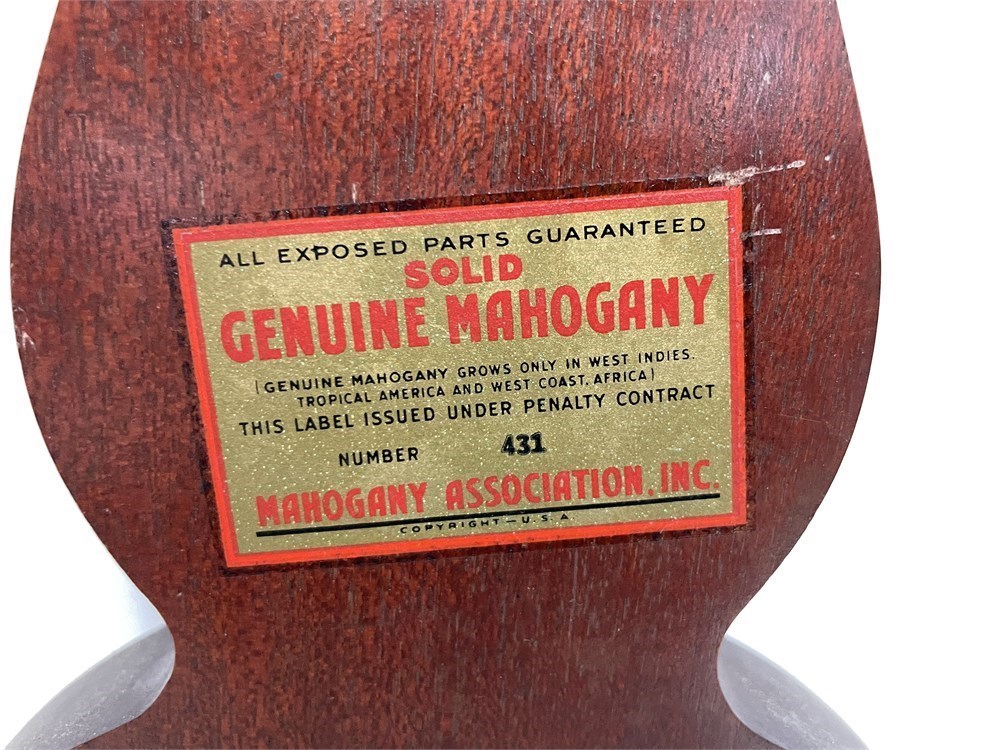 ALL EXPOSED PARTS GUARANTEED
SOLID
GENUINE MAHOGANY
(GENUINE MAHOGANY GROWS ONLY IN WEST INDIES.
TROPICAL AMERICA AND WEST COAST, AFRICA)
THIS LABEL ISSUED UNDER PENALTY CONTRACT
NUMBER 431
MAHOGANY ASSOCIATION, INC.
COPYRIGHT—U.S.A.